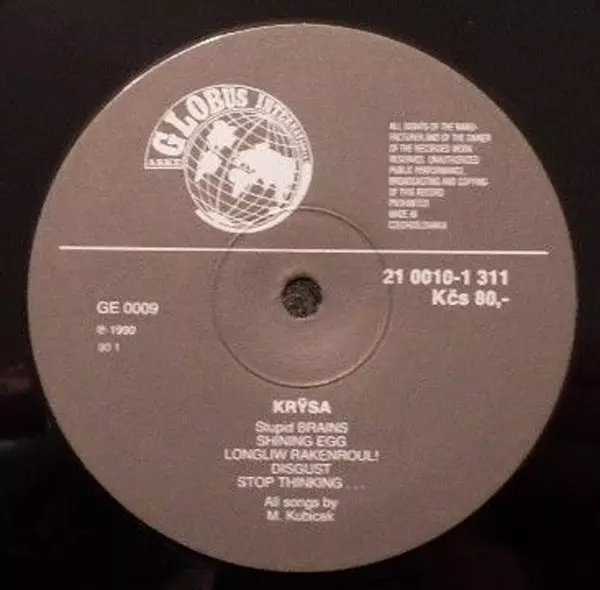 GLOBUS INTERNATIONAL
ALL RIGHTS OF THE MANU-
FACTURER AND OF THE OWNER
OF THE RECORDED WORK
RESERVED. UNAUTHORIZED
PUBLIC PERFORMANCE,
BROADCASTING AND COPYING
OF THIS RECORD
PROHIBITED
MADE IN
CZECHOSLOVAKIA
21 0010-1 311
Kčs 80,-
GE 0009
℗ 1990
90 1
KRÝSA
Stupid BRAINS
SHINING EGG
LONGLIW RAKENROUL!
DISGUST
STOP THINKING . . .
All songs by
M. Kubicek